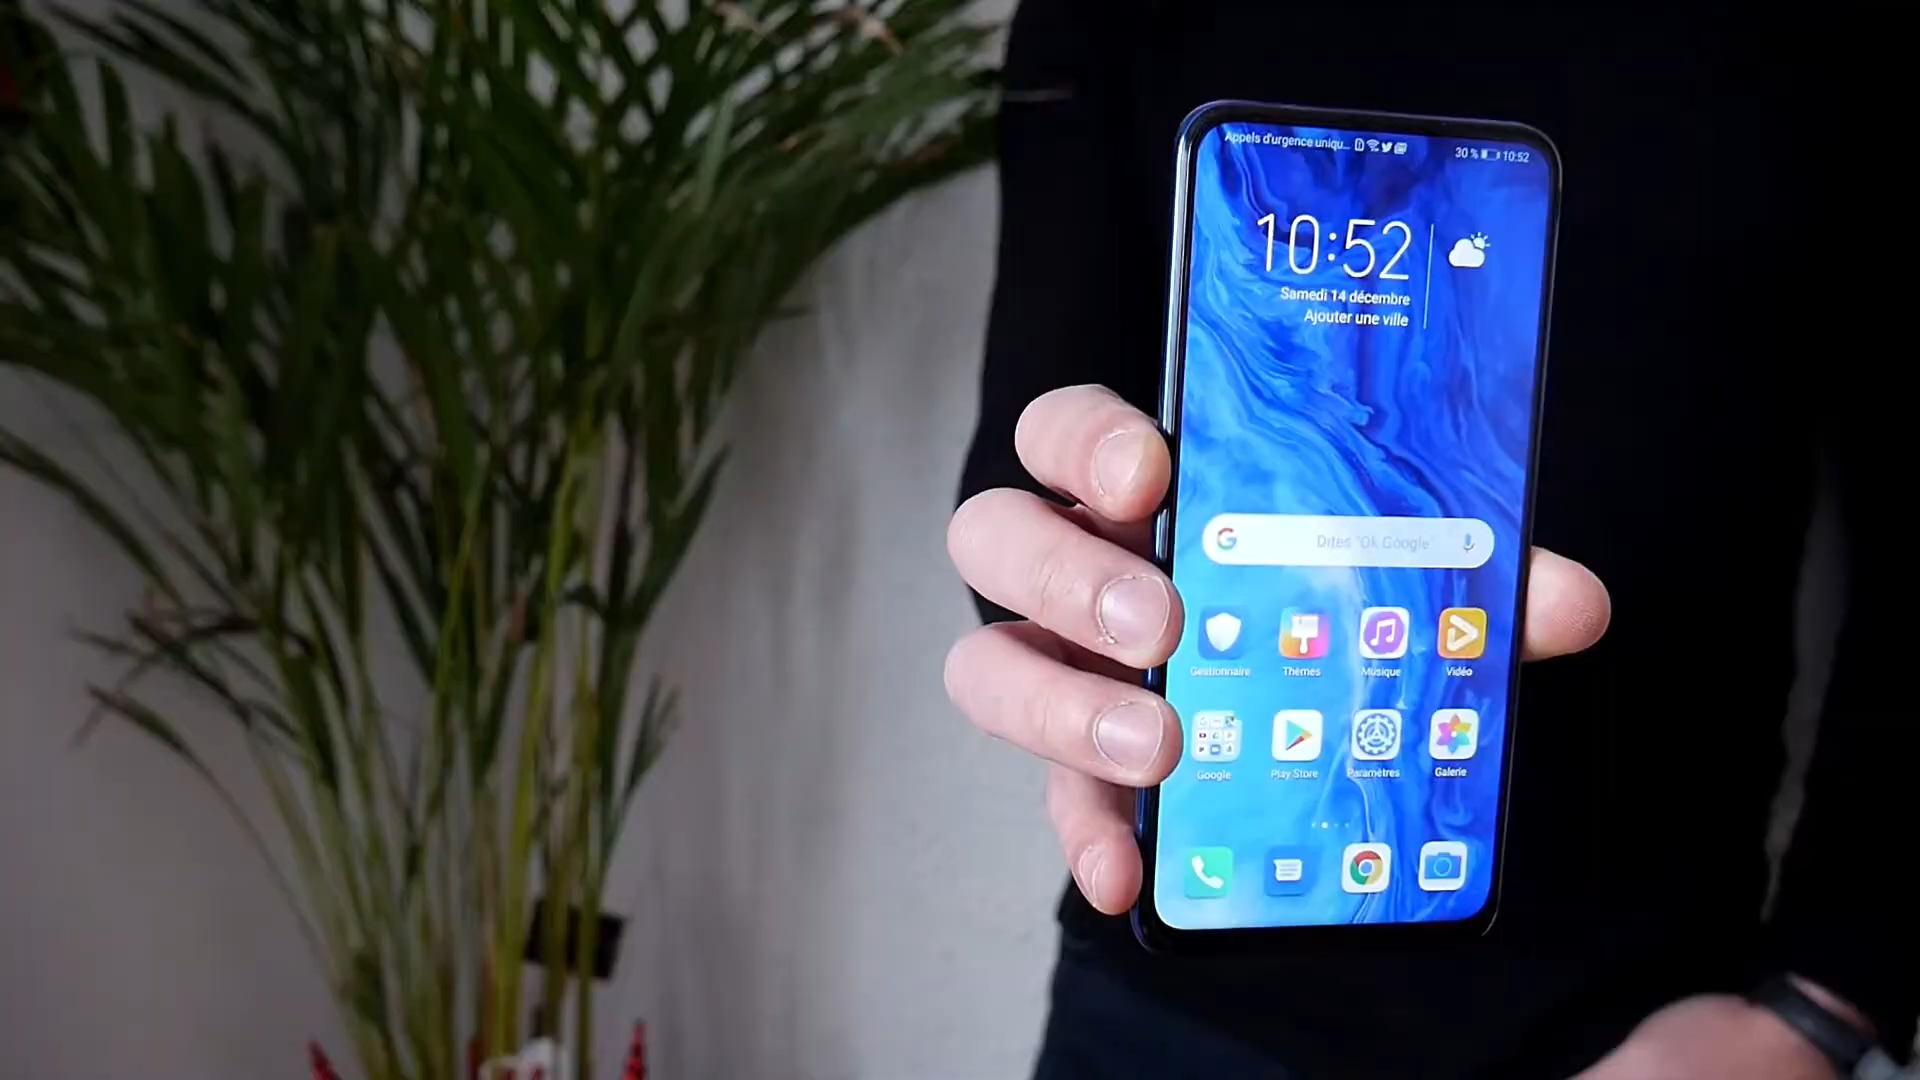 Appels d'urgence uniqu... 30 % 10:52
10:52
Samedi 14 décembre
Ajouter une ville
G Dites "Ok Google"
Gestionnaire Thèmes Musique Vidéo
Google Play Store Paramètres Galerie